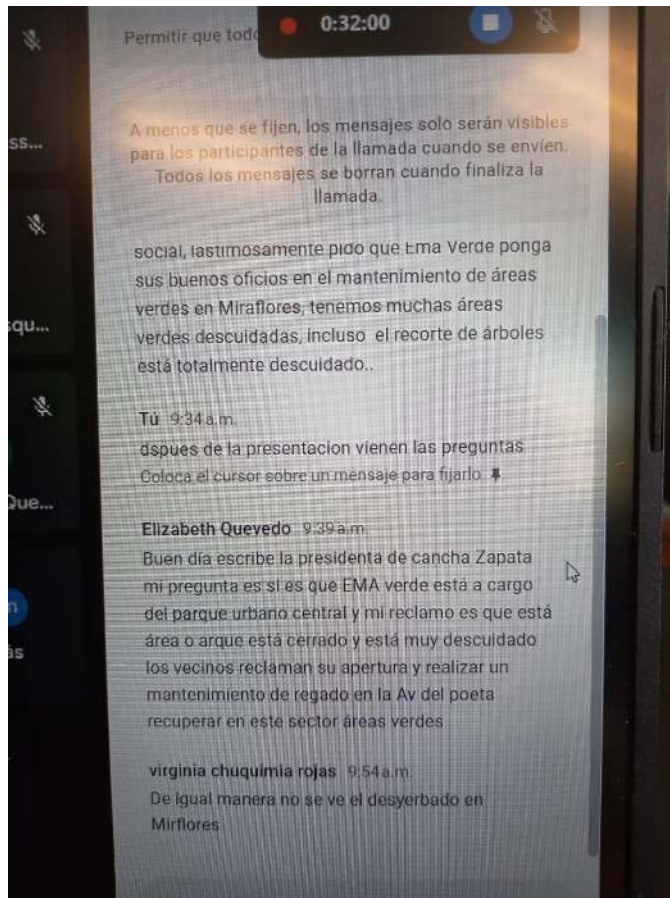 0:32:00
Permitir que todo
A menos que se fijen, los mensajes solo serán visibles
para los participantes de la llamada cuando se envíen.
Todos los mensajes se borran cuando finaliza la
llamada.
ss...
social, lastimosamente pido que Ema Verde ponga
sus buenos oficios en el mantenimiento de áreas
verdes en Miraflores, tenemos muchas áreas
verdes descuidadas, incluso el recorte de árboles
está totalmente descuidado..
squ...
Tú 9:34 a.m.
dspues de la presentacion vienen las preguntas
Coloca el cursor sobre un mensaje para fijarlo
Que...
Elizabeth Quevedo 9:39 a.m.
Buen día escribe la presidenta de cancha Zapata
mi pregunta es si es que EMA verde está a cargo
del parque urbano central y mi reclamo es que está
área o arque está cerrado y está muy descuidado
los vecinos reclaman su apertura y realizar un
mantenimiento de regado en la Av del poeta
recuperar en este sector áreas verdes
ás
virginia chuquimia rojas 9:54 a.m.
De igual manera no se ve el desyerbado en
Mirflores